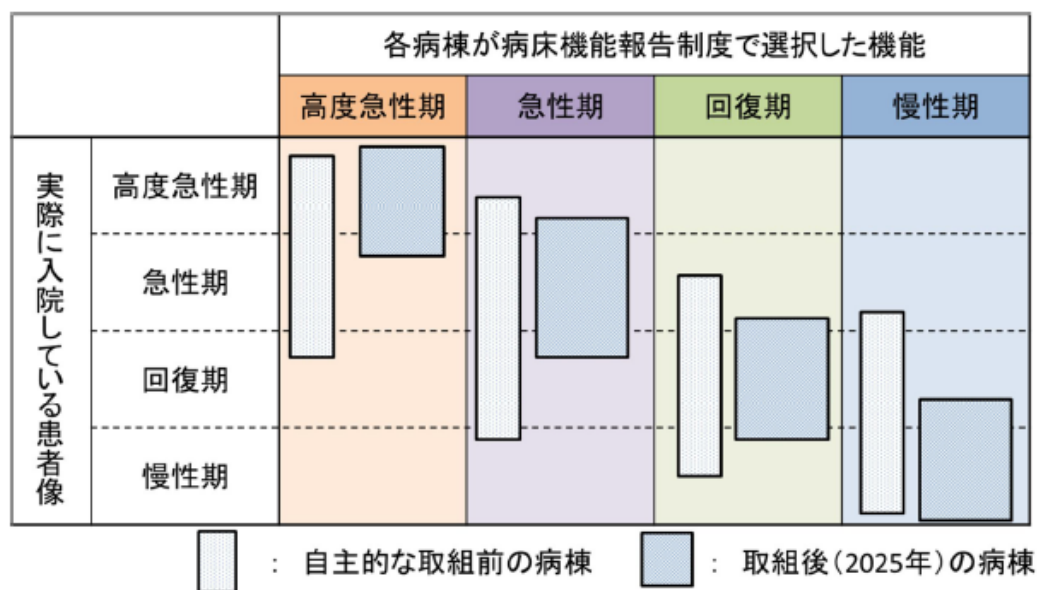 各病棟が病床機能報告制度で選択した機能
高度急性期 急性期 回復期 慢性期
実際に入院している患者像
高度急性期
急性期
回復期
慢性期
： 自主的な取組前の病棟 ： 取組後（2025年）の病棟